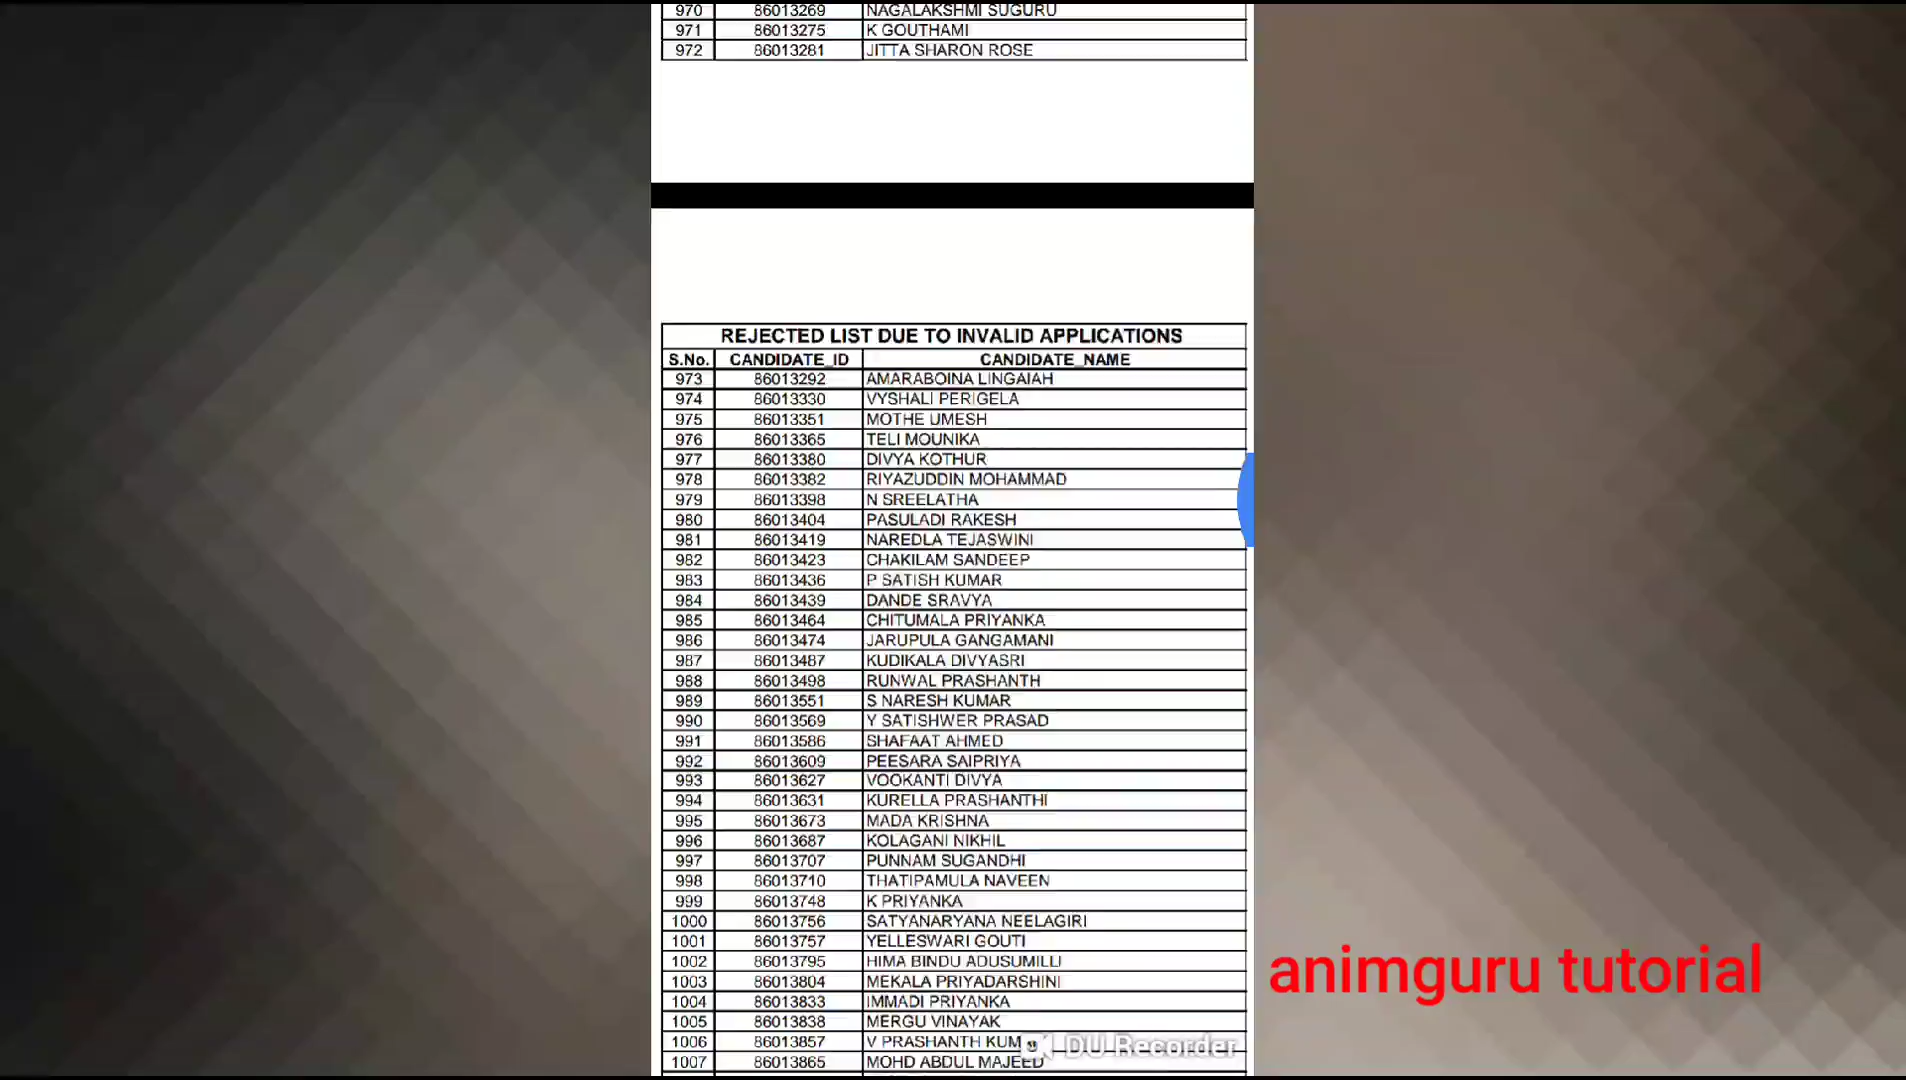 970 86013269 NAGALAKSHMI SUGURU
971 86013275 K GOUTHAMI
972 86013281 JITTA SHARON ROSE
REJECTED LIST DUE TO INVALID APPLICATIONS
S.No. CANDIDATE_ID CANDIDATE_NAME
973 86013292 AMARABOINA LINGAIAH
974 86013330 VYSHALI PERIGELA
975 86013351 MOTHE UMESH
976 86013365 TELI MOUNIKA
977 86013380 DIVYA KOTHUR
978 86013382 RIYAZUDDIN MOHAMMAD
979 86013398 N SREELATHA
980 86013404 PASULADI RAKESH
981 86013419 NAREDLA TEJASWINI
982 86013423 CHAKILAM SANDEEP
983 86013436 P SATISH KUMAR
984 86013439 DANDE SRAVYA
985 86013464 CHITUMALA PRIYANKA
986 86013474 JARUPULA GANGAMANI
987 86013487 KUDIKALA DIVYASRI
988 86013498 RUNWAL PRASHANTH
989 86013551 S NARESH KUMAR
990 86013569 Y SATISHWER PRASAD
991 86013586 SHAFAAT AHMED
992 86013609 PEESARA SAIPRIYA
993 86013627 VOOKANTI DIVYA
994 86013631 KURELLA PRASHANTHI
995 86013673 MADA KRISHNA
996 86013687 KOLAGANI NIKHIL
997 86013707 PUNNAM SUGANDHI
998 86013710 THATIPAMULA NAVEEN
999 86013748 K PRIYANKA
1000 86013756 SATYANARYANA NEELAGIRI
1001 86013757 YELLESWARI GOUTI
1002 86013795 HIMA BINDU ADUSUMILLI
1003 86013804 MEKALA PRIYADARSHINI
1004 86013833 IMMADI PRIYANKA
1005 86013838 MERGU VINAYAK
1006 86013857 V PRASHANTH KUMAR
1007 86013865 MOHD ABDUL MAJEED
animguru tutorial
DU Recorder